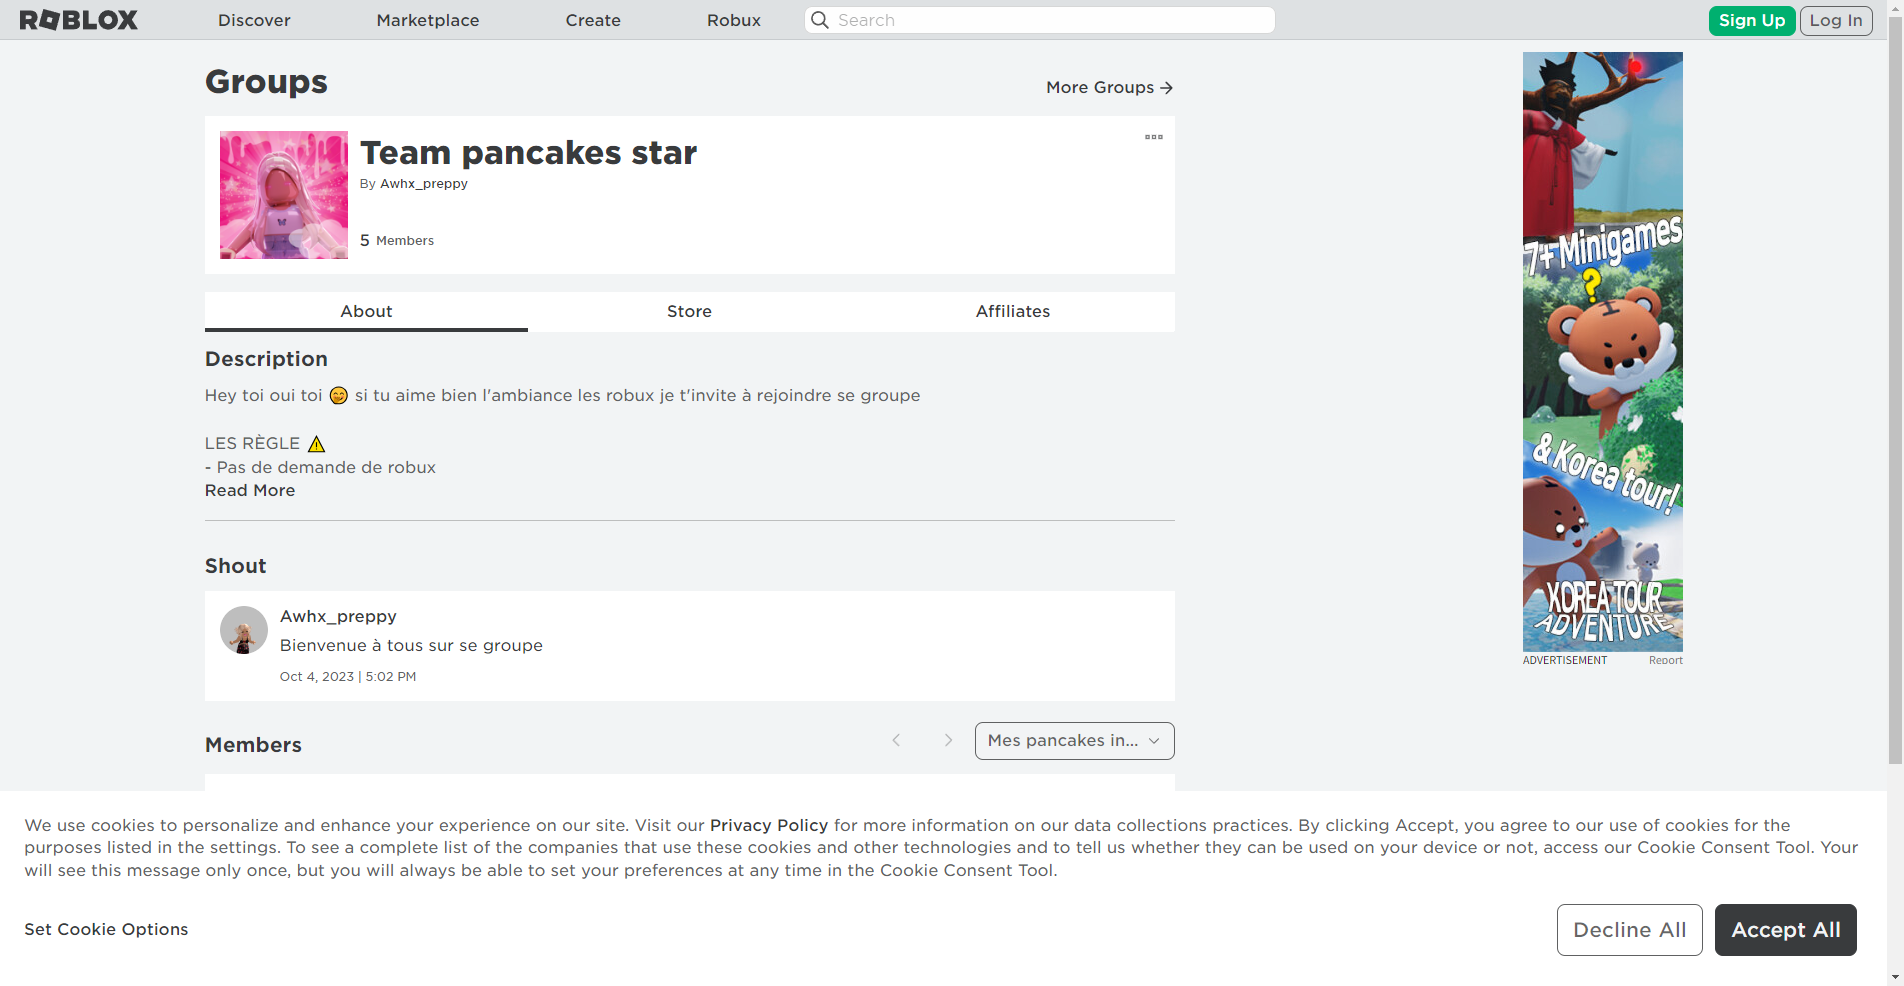 ROBLOX
Discover
Marketplace
Create
Robux
Search
Sign Up
Log In
Groups
More Groups
Team pancakes star
By Awhx_preppy
5 Members
About
Store
Affiliates
Description
Hey toi oui toi 🤭 si tu aime bien l'ambiance les robux je t'invite à rejoindre se groupe
LES RÈGLE ⚠
- Pas de demande de robux
Read More
Shout
Awhx_preppy
Bienvenue à tous sur se groupe
Oct 4, 2023 | 5:02 PM
Members
Mes pancakes in...
7+ Minigames
?
& Korea tour!
KOREA TOUR
ADVENTURE
ADVERTISEMENT
Report
We use cookies to personalize and enhance your experience on our site. Visit our Privacy Policy for more information on our data collections practices. By clicking Accept, you agree to our use of cookies for the
purposes listed in the settings. To see a complete list of the companies that use these cookies and other technologies and to tell us whether they can be used on your device or not, access our Cookie Consent Tool. Your
will see this message only once, but you will always be able to set your preferences at any time in the Cookie Consent Tool.
Set Cookie Options
Decline All
Accept All